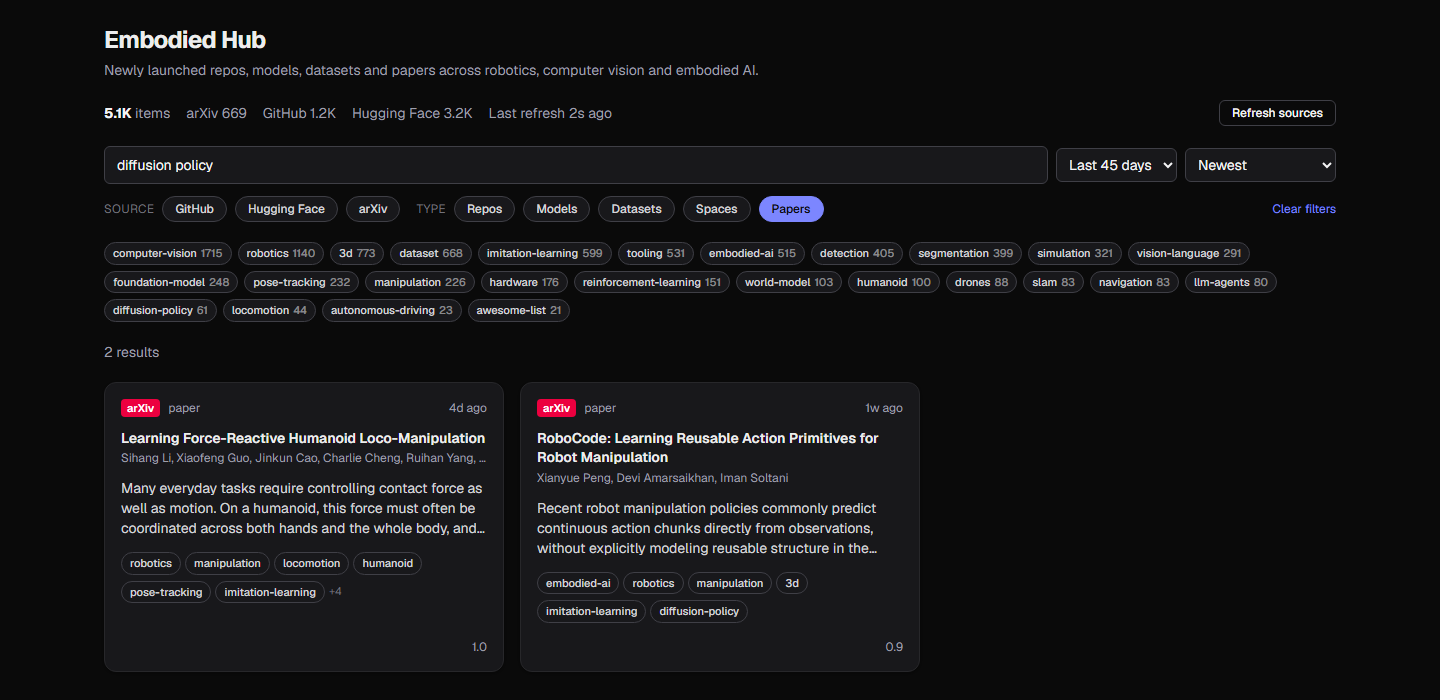 Embodied Hub
Newly launched repos, models, datasets and papers across robotics, computer vision and embodied AI.
5.1K items arXiv 669 GitHub 1.2K Hugging Face 3.2K Last refresh 2s ago Refresh sources
diffusion policy Last 45 days Newest
SOURCE GitHub Hugging Face arXiv TYPE Repos Models Datasets Spaces Papers Clear filters
computer-vision 1715 robotics 1140 3d 773 dataset 668 imitation-learning 599 tooling 531 embodied-ai 515 detection 405 segmentation 399 simulation 321 vision-language 291
foundation-model 248 pose-tracking 232 manipulation 226 hardware 176 reinforcement-learning 151 world-model 103 humanoid 100 drones 88 slam 83 navigation 83 llm-agents 80
diffusion-policy 61 locomotion 44 autonomous-driving 23 awesome-list 21
2 results
arXiv paper 4d ago
Learning Force-Reactive Humanoid Loco-Manipulation
Sihang Li, Xiaofeng Guo, Jinkun Cao, Charlie Cheng, Ruihan Yang, ...
Many everyday tasks require controlling contact force as
well as motion. On a humanoid, this force must often be
coordinated across both hands and the whole body, and...
robotics manipulation locomotion humanoid
pose-tracking imitation-learning +4
1.0
arXiv paper 1w ago
RoboCode: Learning Reusable Action Primitives for
Robot Manipulation
Xianyue Peng, Devi Amarsaikhan, Iman Soltani
Recent robot manipulation policies commonly predict
continuous action chunks directly from observations,
without explicitly modeling reusable structure in the...
embodied-ai robotics manipulation 3d
imitation-learning diffusion-policy
0.9